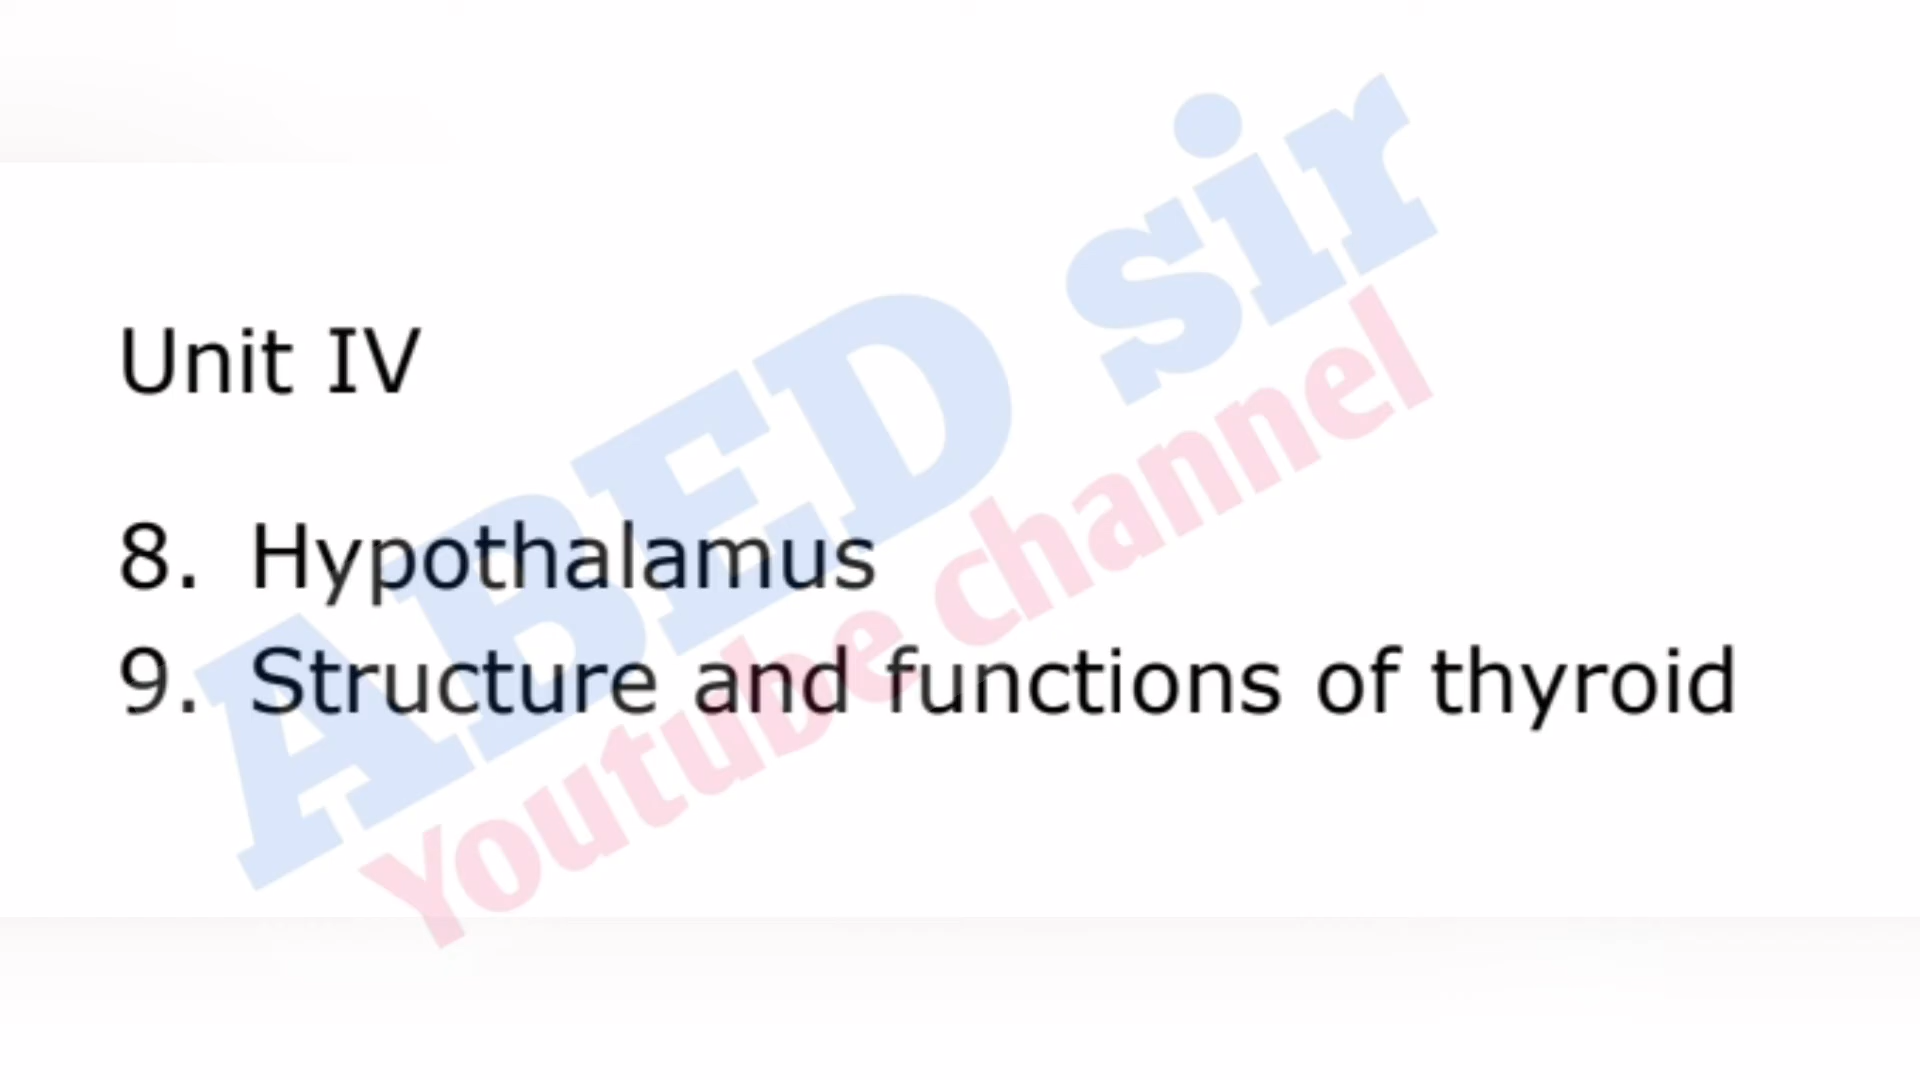 Unit IV
8. Hypothalamus
9. Structure and functions of thyroid
ABED sir
Youtube channel